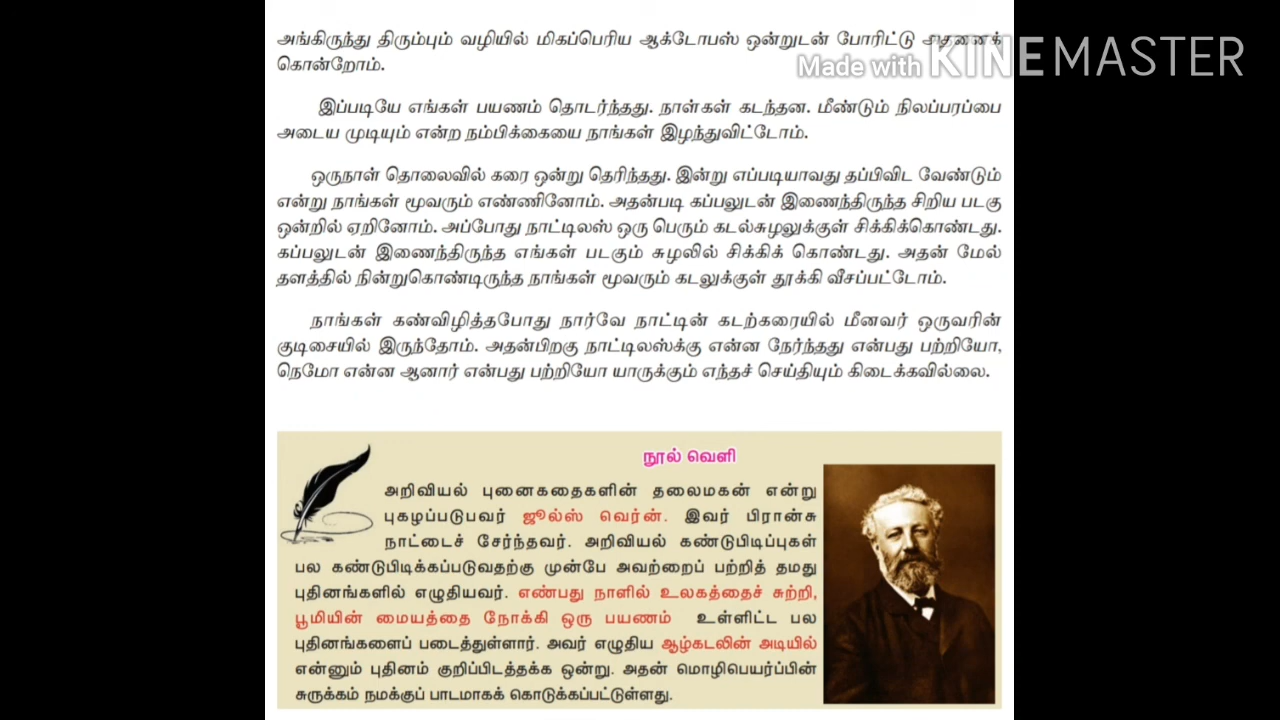 அங்கிருந்து திரும்பும் வழியில் மிகப்பெரிய ஆக்டோபஸ் ஒன்றுடன் போரிட்டு அதனைக்
கொன்றோம்.
Made with KINEMASTER
இப்படியே எங்கள் பயணம் தொடர்ந்தது. நாள்கள் கடந்தன. மீண்டும் நிலப்பரப்பை
அடைய முடியும் என்ற நம்பிக்கையை நாங்கள் இழந்துவிட்டோம்.
ஒருநாள் தொலைவில் கரை ஒன்று தெரிந்தது. இன்று எப்படியாவது தப்பிவிட வேண்டும்
என்று நாங்கள் மூவரும் எண்ணினோம். அதன்படி கப்பலுடன் இணைந்திருந்த சிறிய படகு
ஒன்றில் ஏறினோம். அப்போது நாட்டிலஸ் ஒரு பெரும் கடல்சுழலுக்குள் சிக்கிக்கொண்டது.
கப்பலுடன் இணைந்திருந்த எங்கள் படகும் சுழலில் சிக்கிக் கொண்டது. அதன் மேல்
தளத்தில் நின்றுகொண்டிருந்த நாங்கள் மூவரும் கடலுக்குள் தூக்கி வீசப்பட்டோம்.
நாங்கள் கண்விழித்தபோது நார்வே நாட்டின் கடற்கரையில் மீனவர் ஒருவரின்
குடிசையில் இருந்தோம். அதன்பிறகு நாட்டிலஸ்க்கு என்ன நேர்ந்தது என்பது பற்றியோ,
நெமோ என்ன ஆனார் என்பது பற்றியோ யாருக்கும் எந்தச் செய்தியும் கிடைக்கவில்லை.
நூல் வெளி
அறிவியல் புனைகதைகளின் தலைமகன் என்று
புகழப்படுபவர் ஜூல்ஸ் வெர்ன். இவர் பிரான்சு
நாட்டைச் சேர்ந்தவர். அறிவியல் கண்டுபிடிப்புகள்
பல கண்டுபிடிக்கப்படுவதற்கு முன்பே அவற்றைப் பற்றித் தமது
புதினங்களில் எழுதியவர். எண்பது நாளில் உலகத்தைச் சுற்றி,
பூமியின் மையத்தை நோக்கி ஒரு பயணம் உள்ளிட்ட பல
புதினங்களைப் படைத்துள்ளார். அவர் எழுதிய ஆழ்கடலின் அடியில்
என்னும் புதினம் குறிப்பிடத்தக்க ஒன்று. அதன் மொழிபெயர்ப்பின்
சுருக்கம் நமக்குப் பாடமாகக் கொடுக்கப்பட்டுள்ளது.